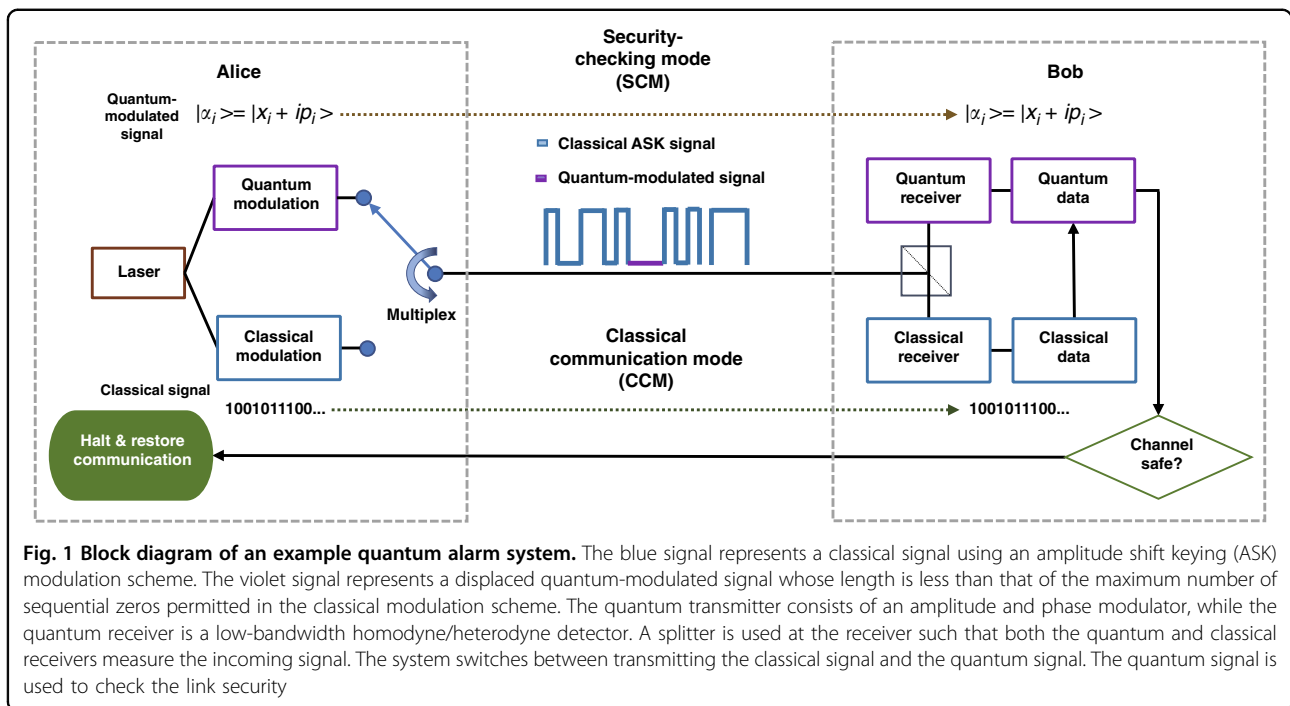 Security-
checking mode
(SCM)
Alice
Bob
Quantum-
modulated
signal
|αᵢ >= |xᵢ + ipᵢ >
|αᵢ >= |xᵢ + ipᵢ >
Classical ASK signal
Quantum-modulated signal
Quantum
modulation
Quantum
receiver
Quantum
data
Laser
Multiplex
Classical
modulation
Classical
communication mode
(CCM)
Classical
receiver
Classical
data
Classical signal
1001011100...
1001011100...
Halt & restore
communication
Channel
safe?
Fig. 1 Block diagram of an example quantum alarm system. The blue signal represents a classical signal using an amplitude shift keying (ASK)
modulation scheme. The violet signal represents a displaced quantum-modulated signal whose length is less than that of the maximum number of
sequential zeros permitted in the classical modulation scheme. The quantum transmitter consists of an amplitude and phase modulator, while the
quantum receiver is a low-bandwidth homodyne/heterodyne detector. A splitter is used at the receiver such that both the quantum and classical
receivers measure the incoming signal. The system switches between transmitting the classical signal and the quantum signal. The quantum signal is
used to check the link security